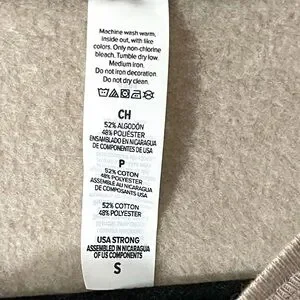 Machine wash warm,
inside out, with like
colors. Only non-chlorine
bleach. Tumble dry low.
Medium iron.
Do not iron decoration.
Do not dry clean.
CH
52% ALGODÓN
48% POLIÉSTER
ENSAMBLADO EN NICARAGUA
DE COMPONENTES DE USA
P
52% COTON
48% POLYESTER
ASSEMBLE AU NICARAGUA
DE COMPOSANTS USA
52% COTTON
48% POLYESTER
USA STRONG
ASSEMBLED IN NICARAGUA
OF US COMPONENTS
S